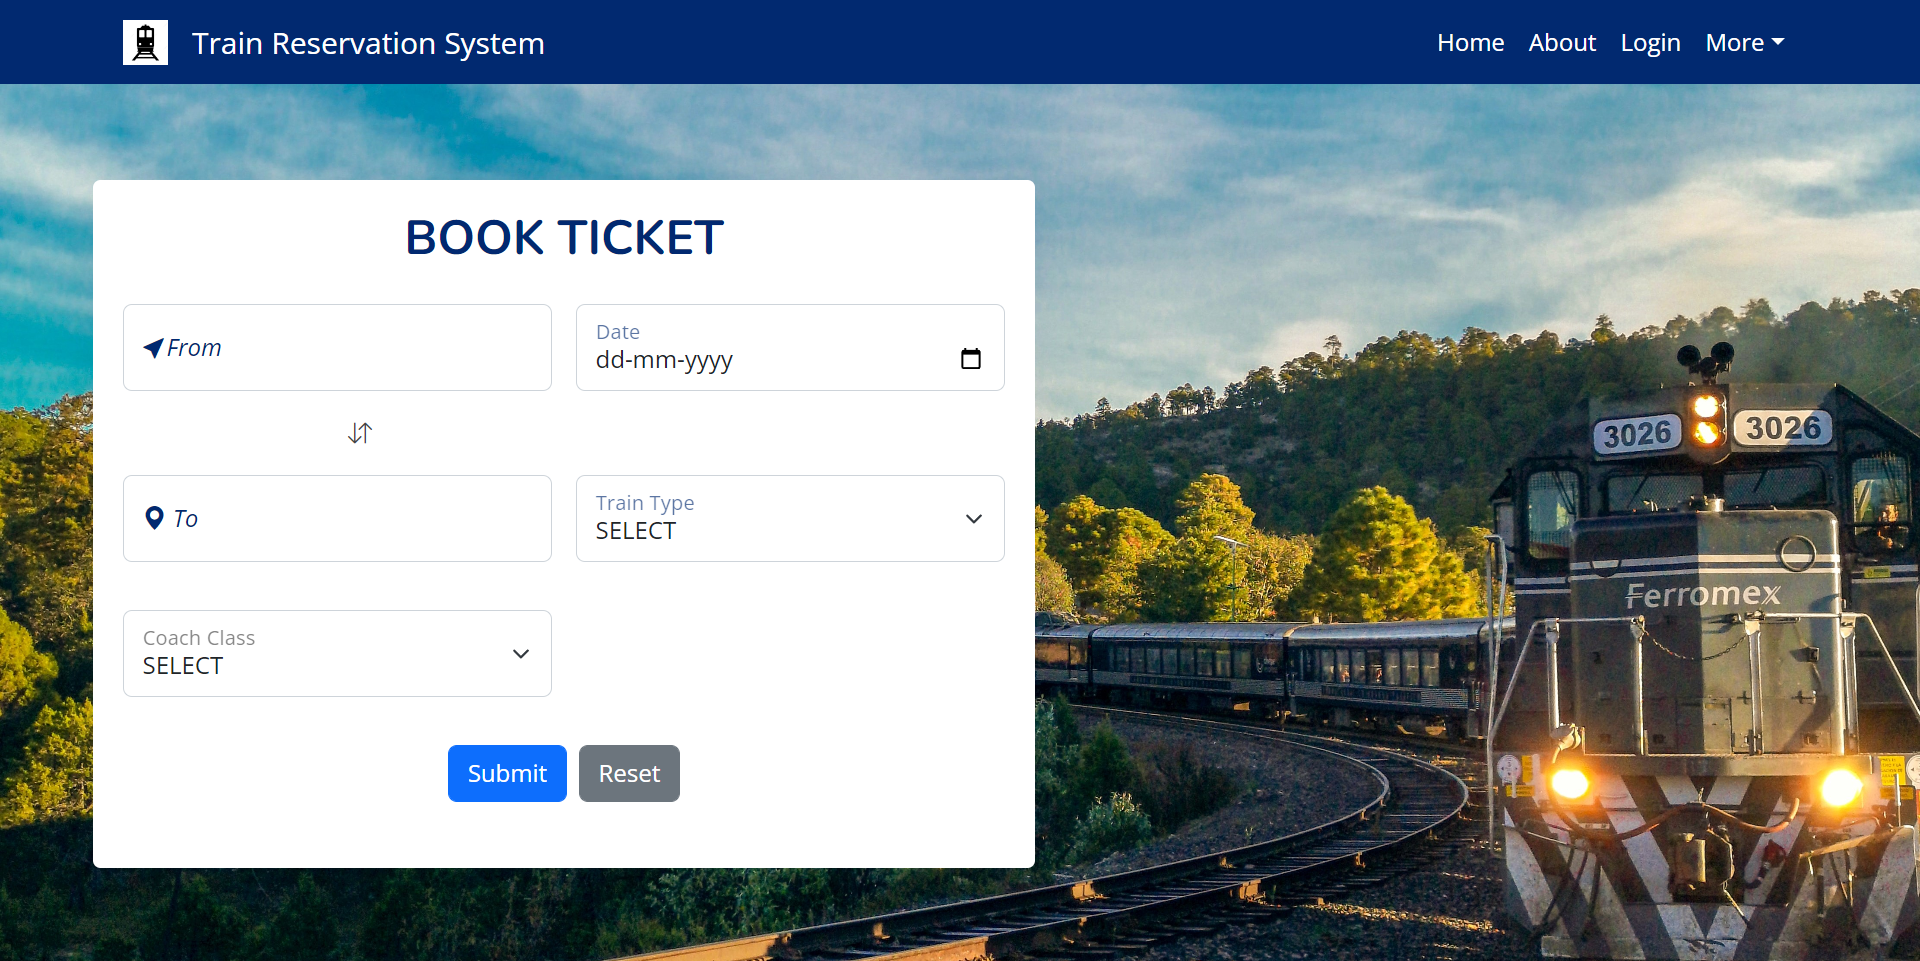 Train Reservation System
Home About Login More
BOOK TICKET
From
Date
dd-mm-yyyy
To
Train Type
SELECT
Coach Class
SELECT
Submit Reset
3026 3026
Ferromex